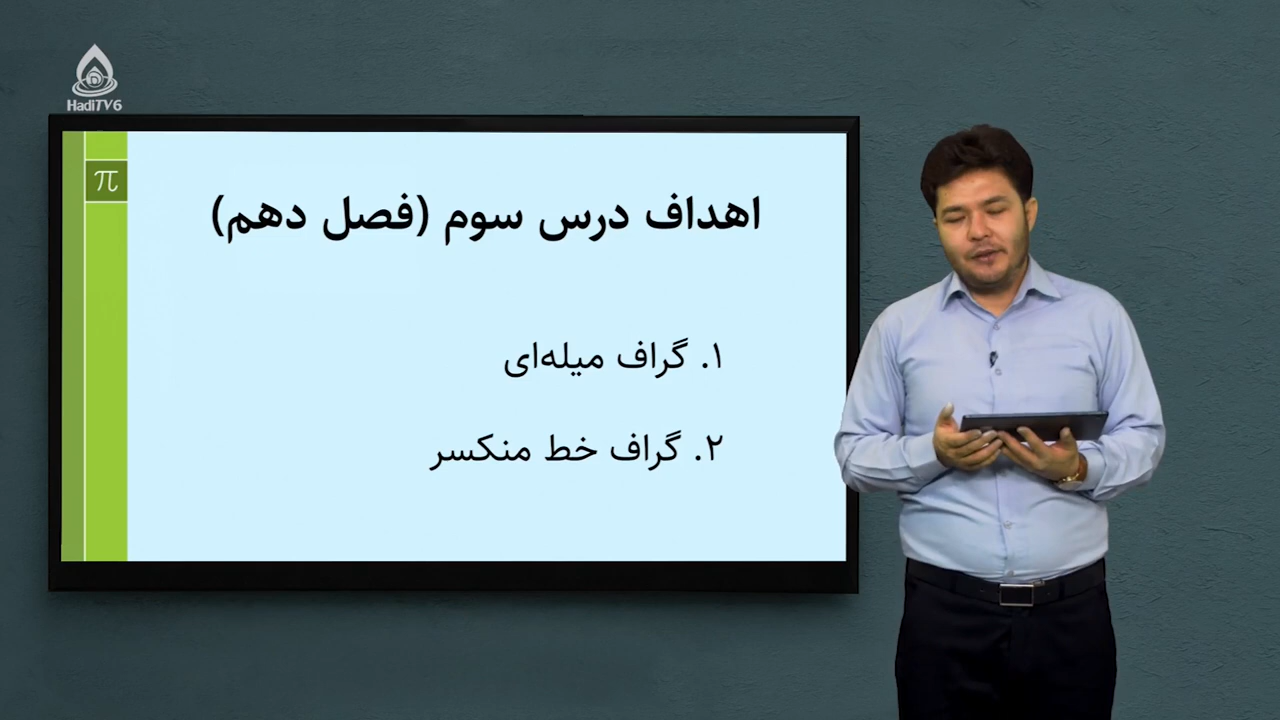 HadiTV6
π
اهداف درس سوم (فصل دهم)
۱. گراف میله‌ای
۲. گراف خط منکسر